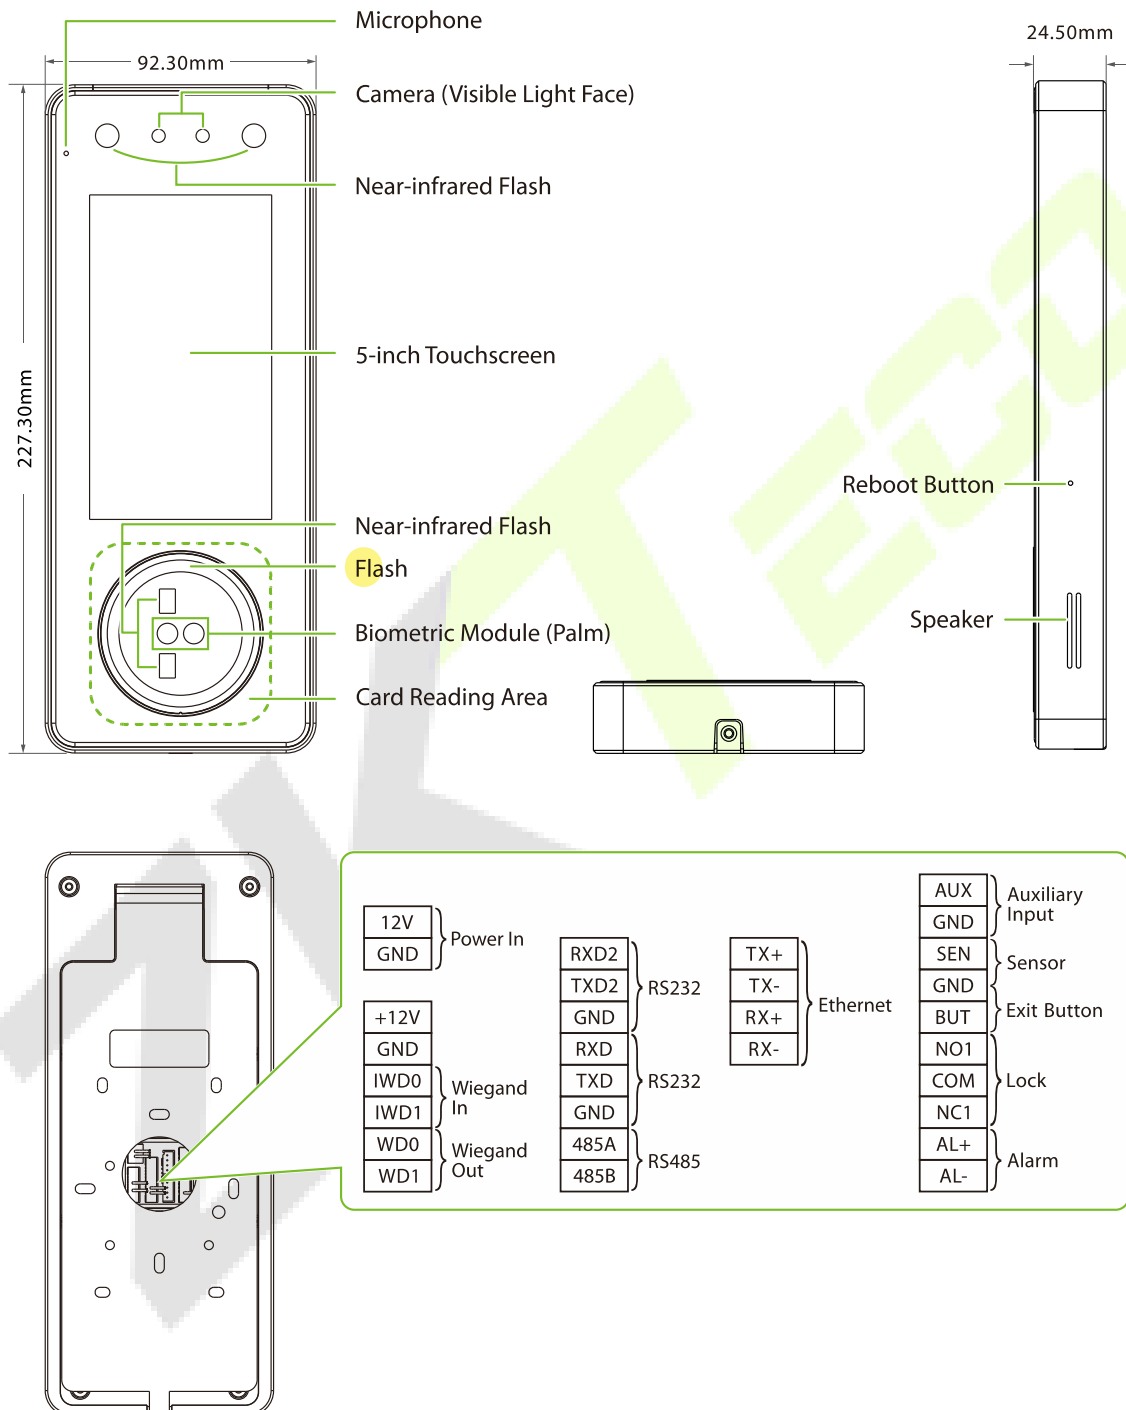 Microphone
92.30mm
24.50mm
Camera (Visible Light Face)
Near-infrared Flash
227.30mm
5-inch Touchscreen
Reboot Button
Near-infrared Flash
Flash
Speaker
Biometric Module (Palm)
Card Reading Area
12V
GND
Power In
+12V
GND
IWD0
IWD1
Wiegand
In
WD0
WD1
Wiegand
Out
RXD2
TXD2
GND
RS232
RXD
TXD
GND
RS232
485A
485B
RS485
TX+
TX-
RX+
RX-
Ethernet
AUX
GND
Auxiliary
Input
SEN
Sensor
GND
BUT
Exit Button
NO1
COM
NC1
Lock
AL+
AL-
Alarm